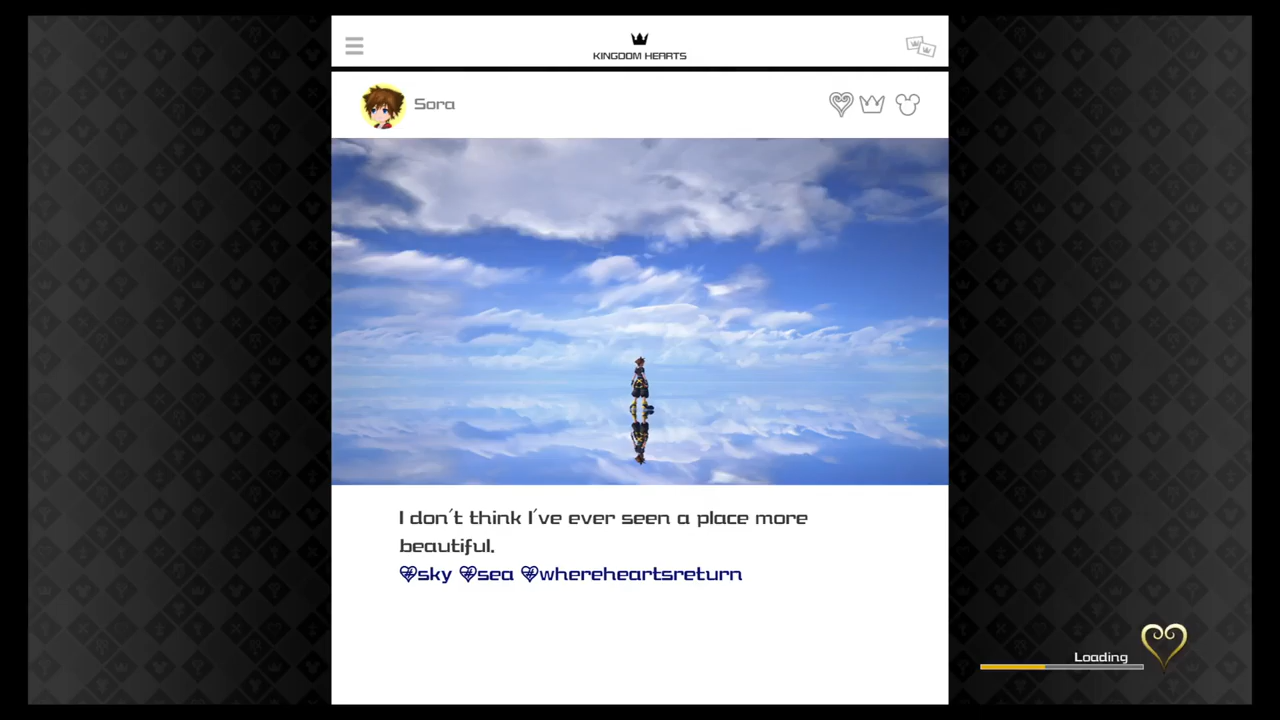 KINGDOM HEARTS
Sora
I don't think I've ever seen a place more
beautiful.
#sky #sea #whereheartsreturn
Loading